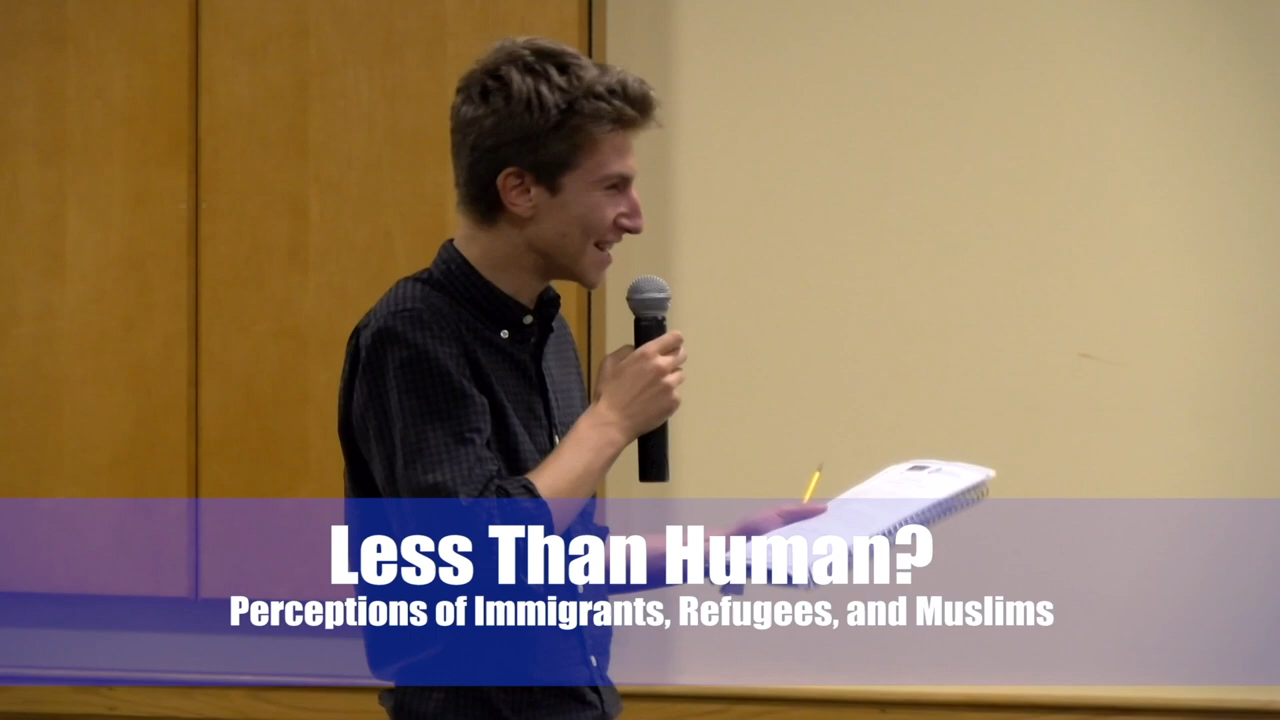 Less Than Human?
Perceptions of Immigrants, Refugees, and Muslims